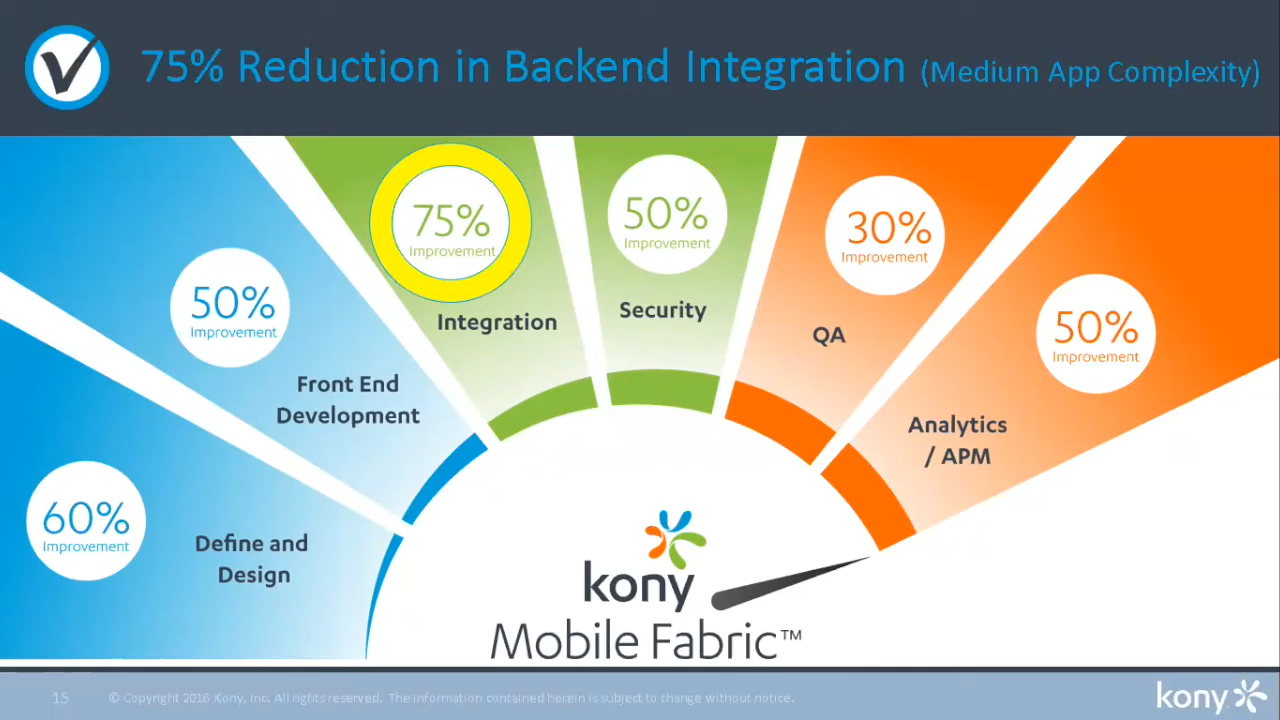 75% Reduction in Backend Integration (Medium App Complexity)
75%
Improvement
Integration
50%
Improvement
Security
30%
Improvement
QA
50%
Improvement
Front End
Development
50%
Improvement
Analytics
/ APM
60%
Improvement
Define and
Design
kony
Mobile Fabric™
15 © Copyright 2016 Kony, Inc. All rights reserved. The information contained herein is subject to change without notice.
kony